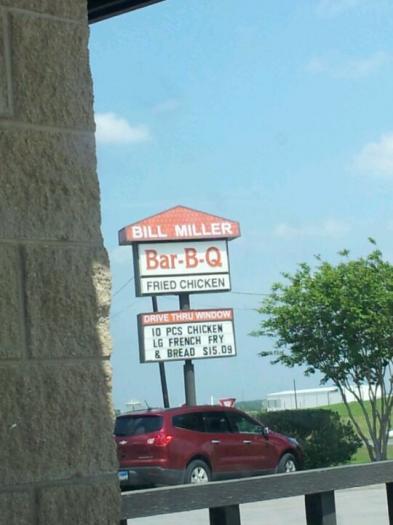 BILL MILLER
Bar-B-Q
FRIED CHICKEN
DRIVE THRU WINDOW
10 PCS CHICKEN
LG FRENCH FRY
& BREAD $15.09